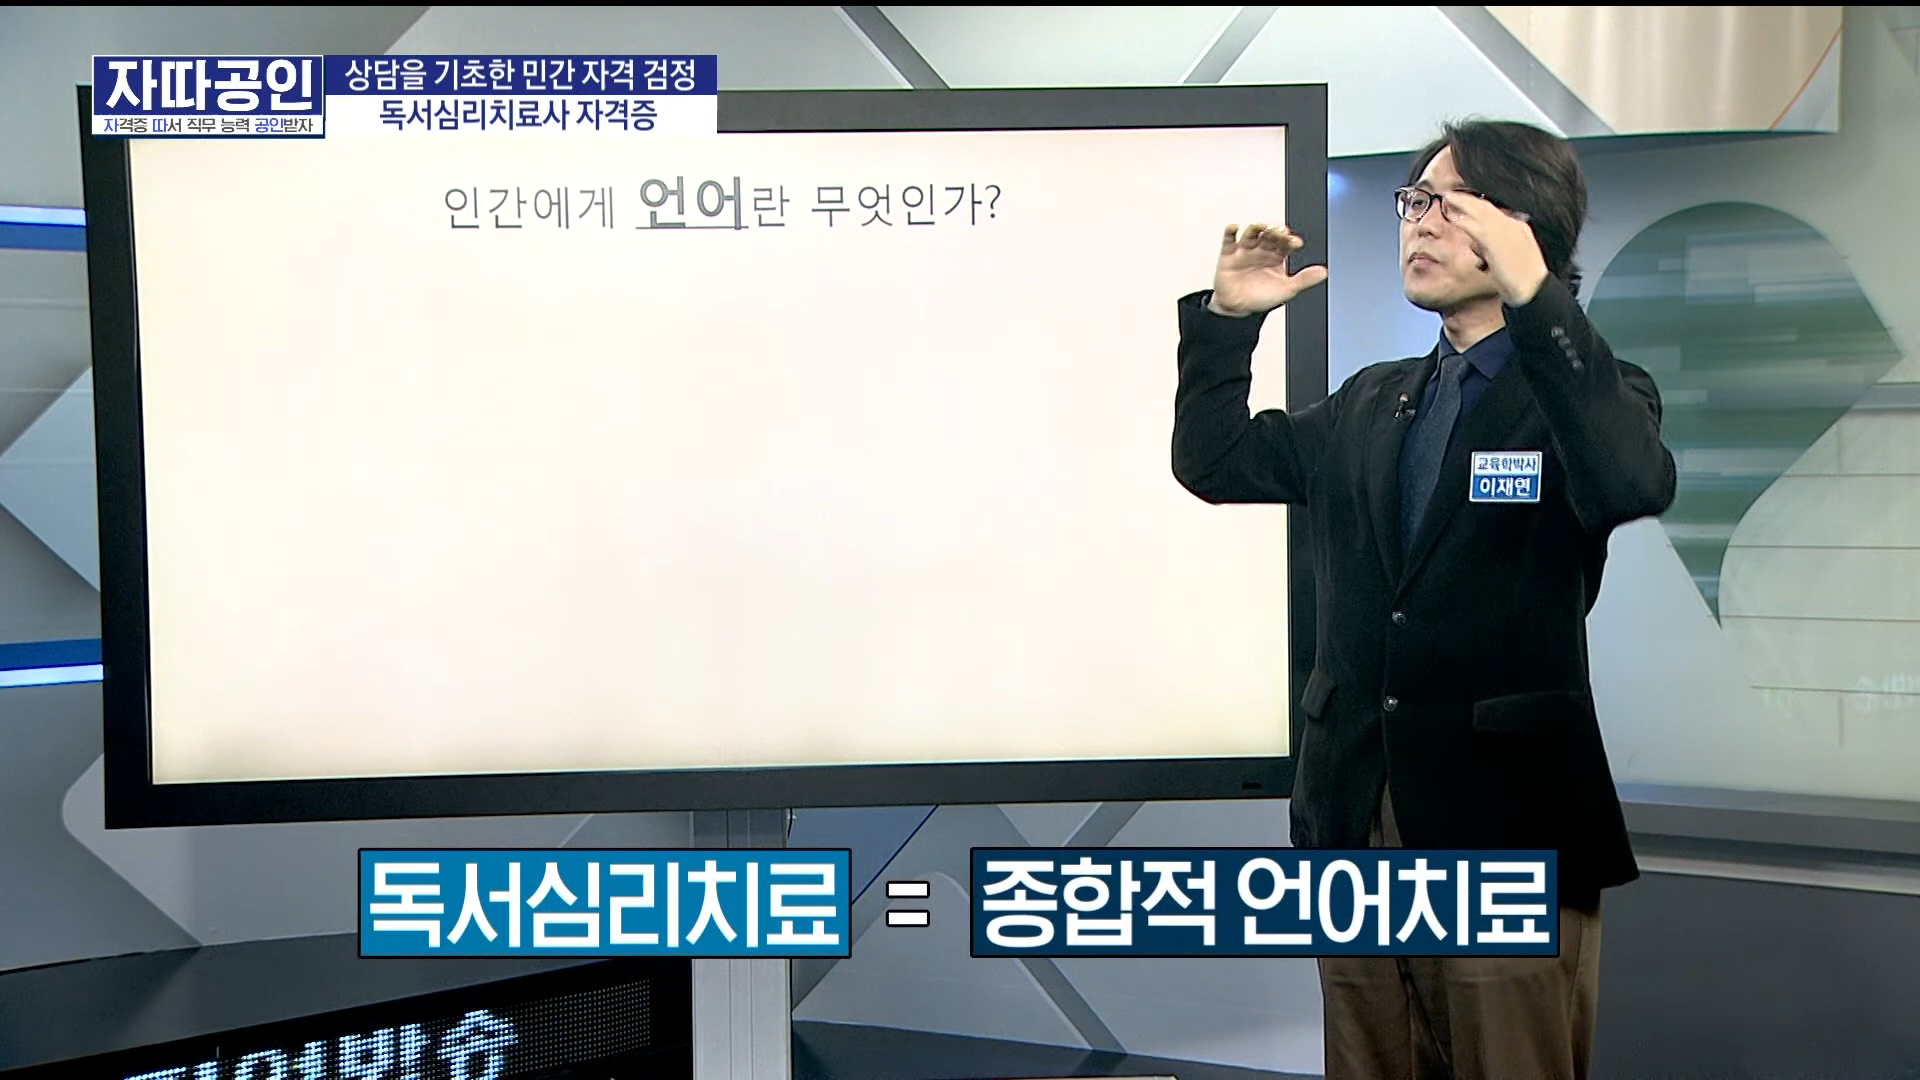 자따공인
자격증 따서 직무 능력 공인받자
상담을 기초한 민간 자격 검정
독서심리치료사 자격증
인간에게 언어란 무엇인가?
교육학박사
이재현
독서심리치료 = 종합적 언어치료